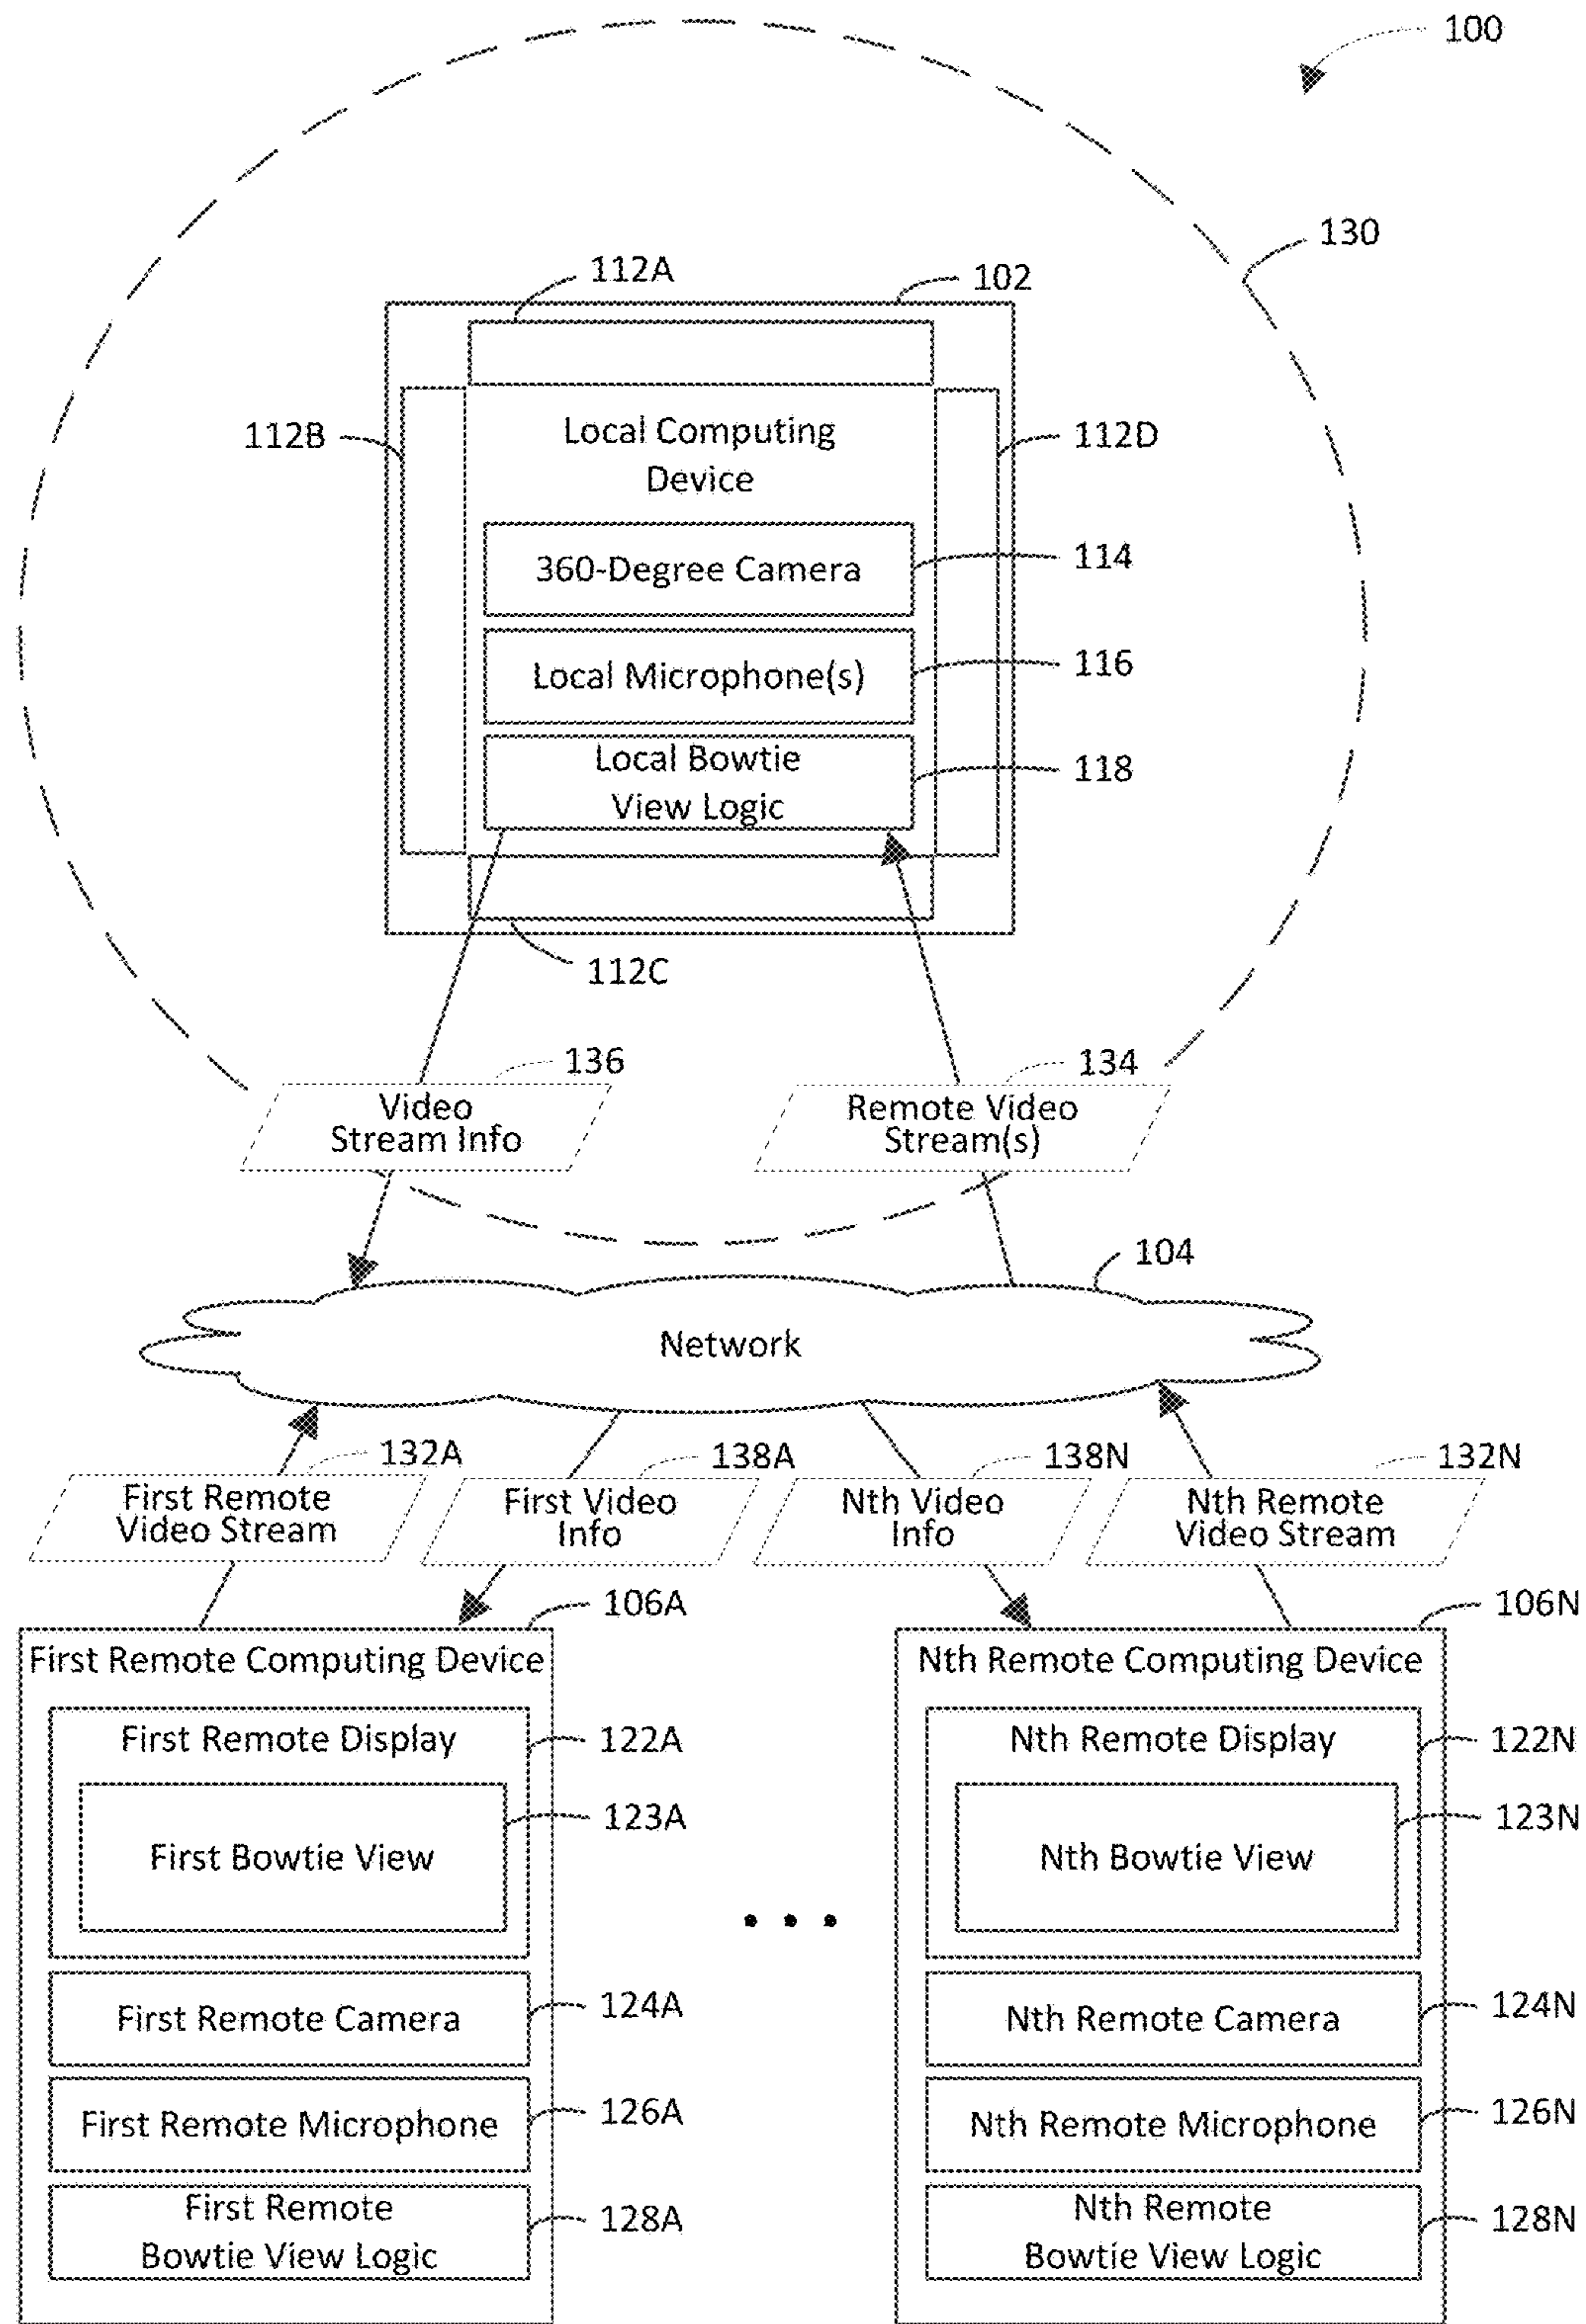 100
130
112A
102
112B
Local Computing
Device
112D
360-Degree Camera
114
Local Microphone(s)
116
Local Bowtie
View Logic
118
112C
136
134
Video
Stream Info
Remote Video
Stream(s)
104
Network
132A
138A
138N
132N
First Remote
Video Stream
First Video
Info
Nth Video
Info
Nth Remote
Video Stream
106A
106N
First Remote Computing Device
Nth Remote Computing Device
First Remote Display
122A
Nth Remote Display
122N
123A
123N
First Bowtie View
Nth Bowtie View
First Remote Camera
124A
Nth Remote Camera
124N
First Remote Microphone
126A
Nth Remote Microphone
126N
First Remote
Bowtie View Logic
128A
Nth Remote
Bowtie View Logic
128N